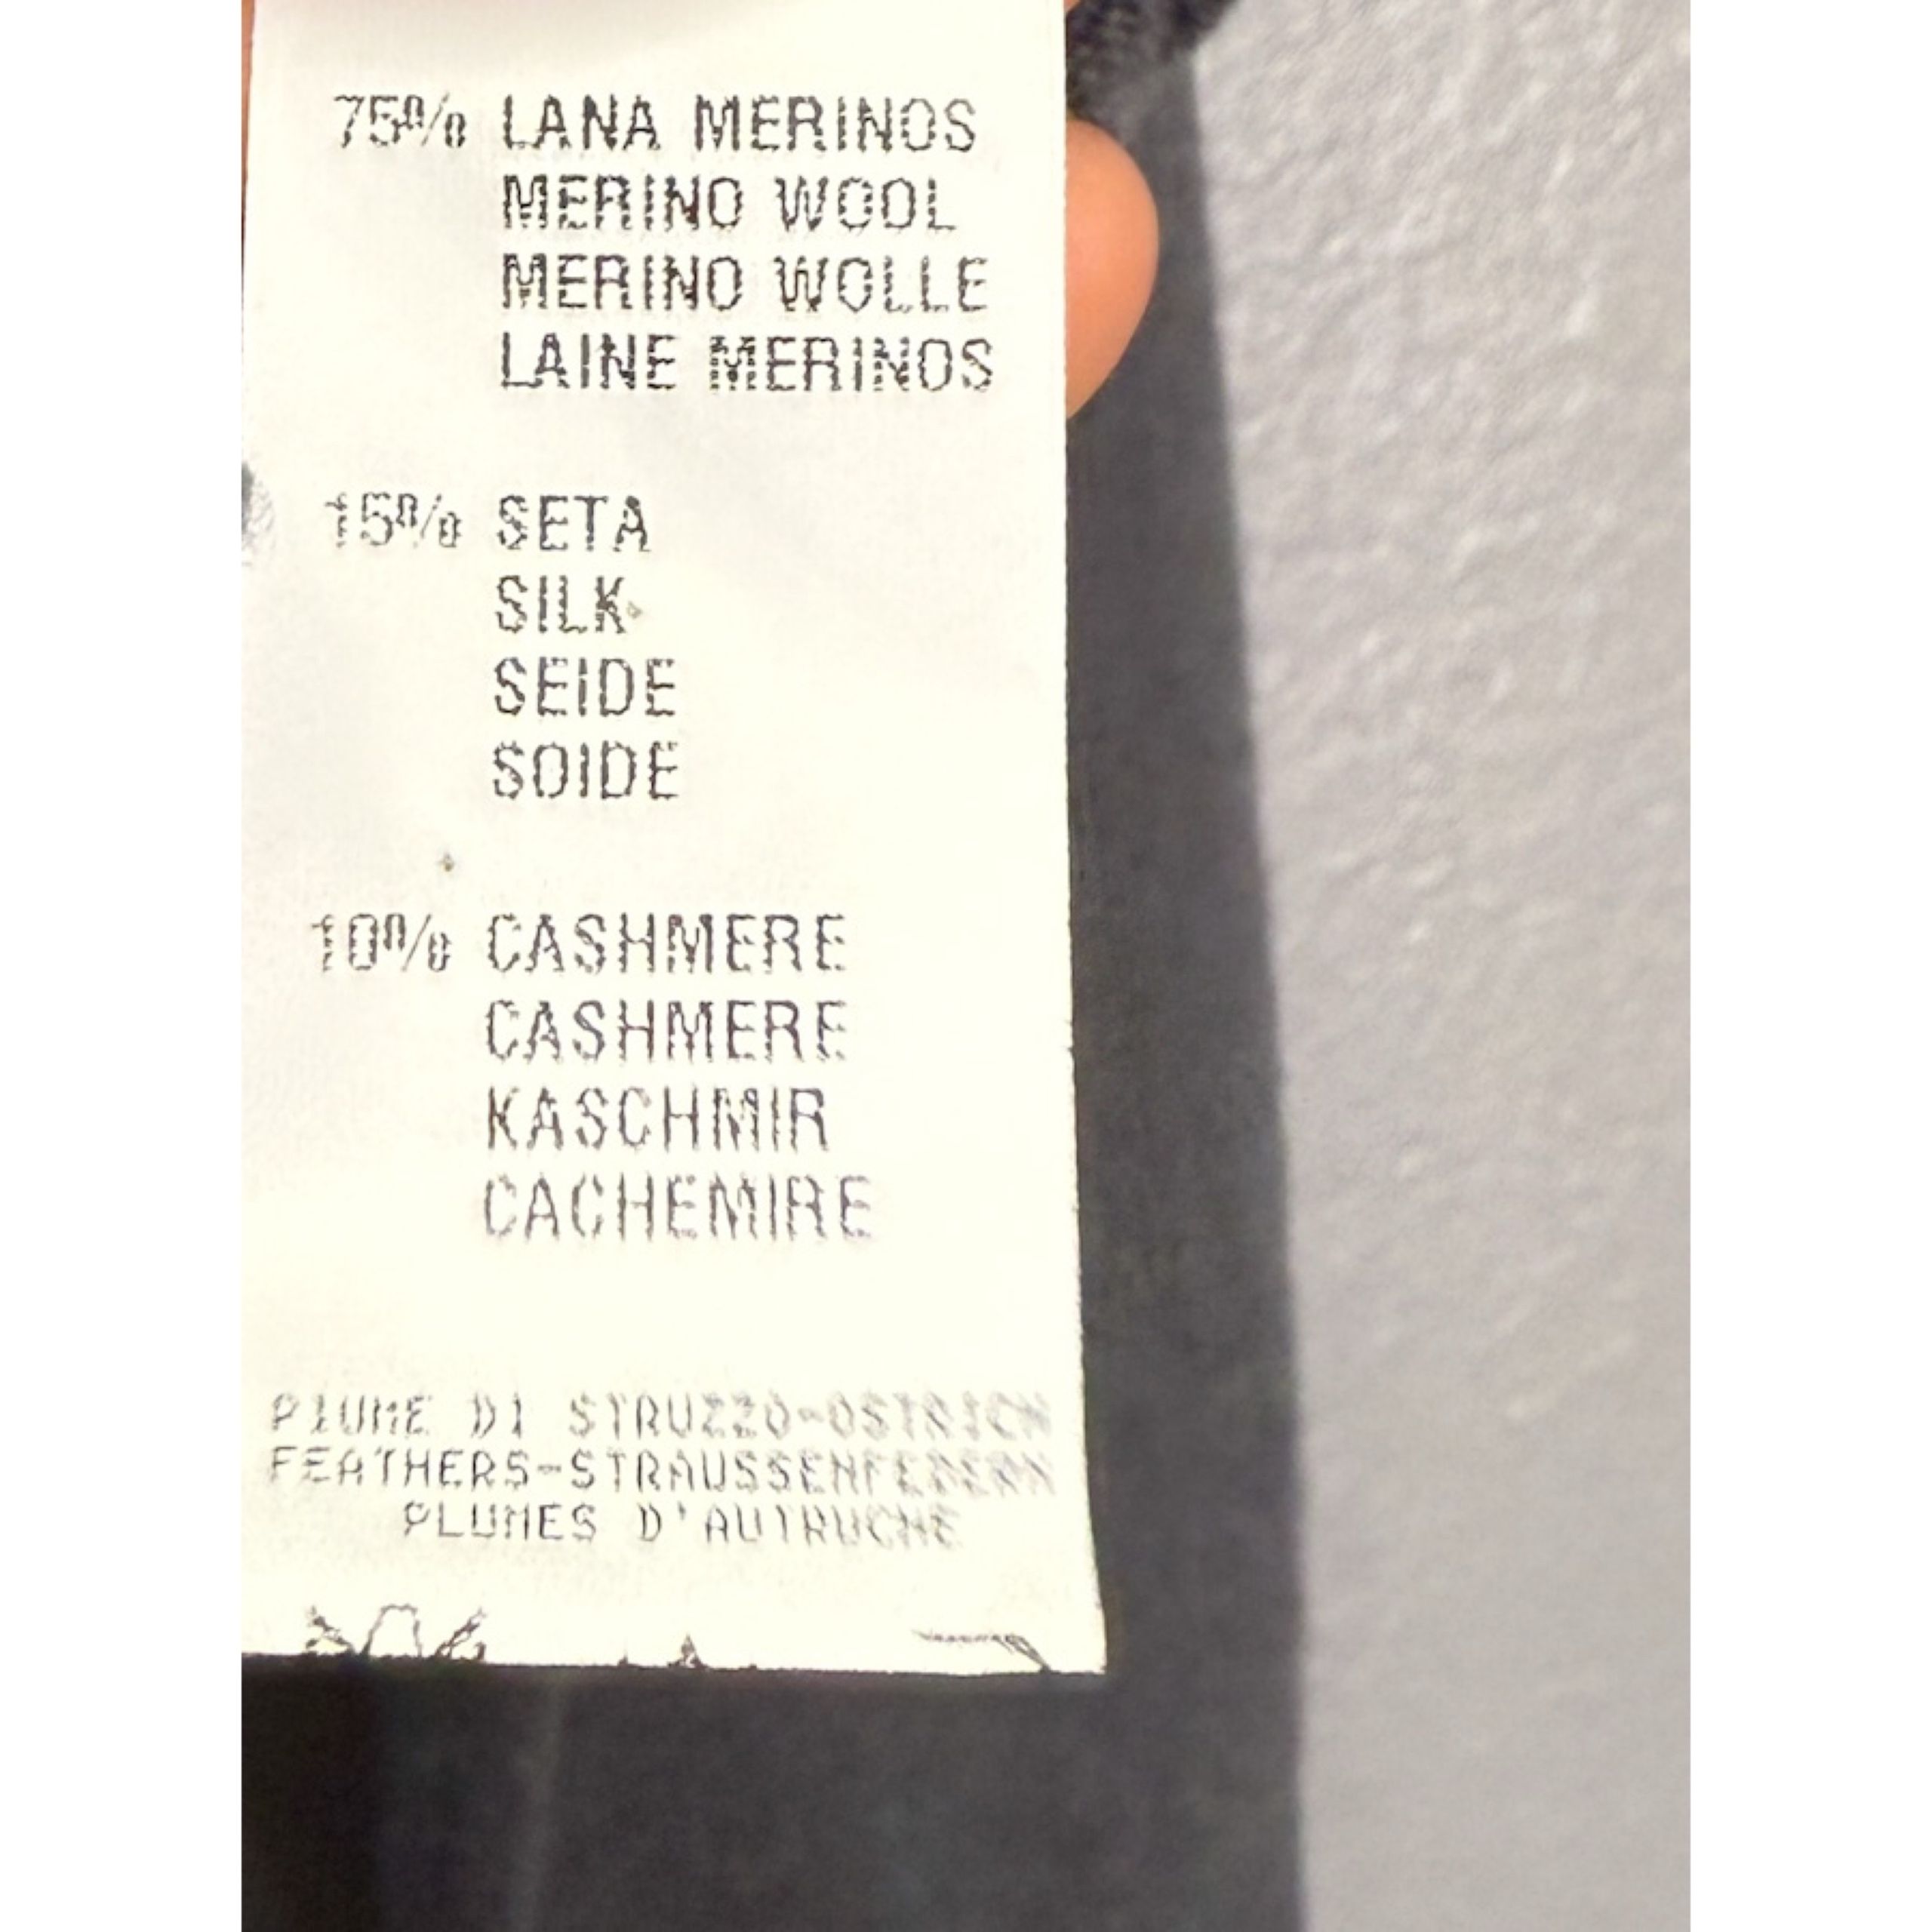 75% LANA MERINOS
MERINO WOOL
MERINO WOLLE
LAINE MERINOS
15% SETA
SILK
SEIDE
SOIDE
10% CASHMERE
CASHMERE
KASCHMIR
CACHEMIRE
PIUME DI STRUZZO-OSTRICH
FEATHERS-STRAUSSENFEDERN
PLUMES D'AUTRUCHE